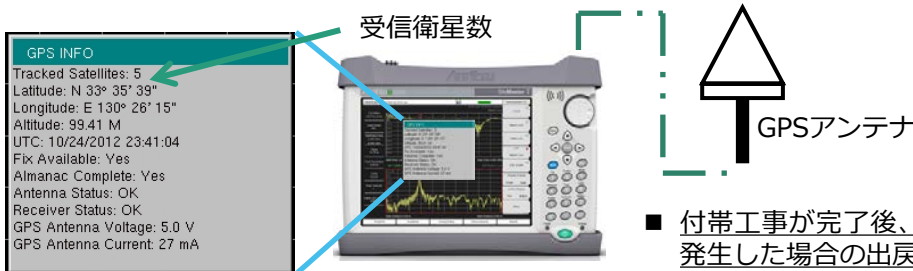 受信衛星数
GPS INFO
Tracked Satellites: 5
Latitude: N 33º 35' 39"
Longitude: E 130º 26' 15"
Altitude: 99.41 M
UTC: 10/24/2012 23:41:04
Fix Available: Yes
Almanac Complete: Yes
Antenna Status: OK
Receiver Status: OK
GPS Antenna Voltage: 5.0 V
GPS Antenna Current: 27 mA
Anritsu
GPSアンテナ
■ 付帯工事が完了後、
発生した場合の出戻